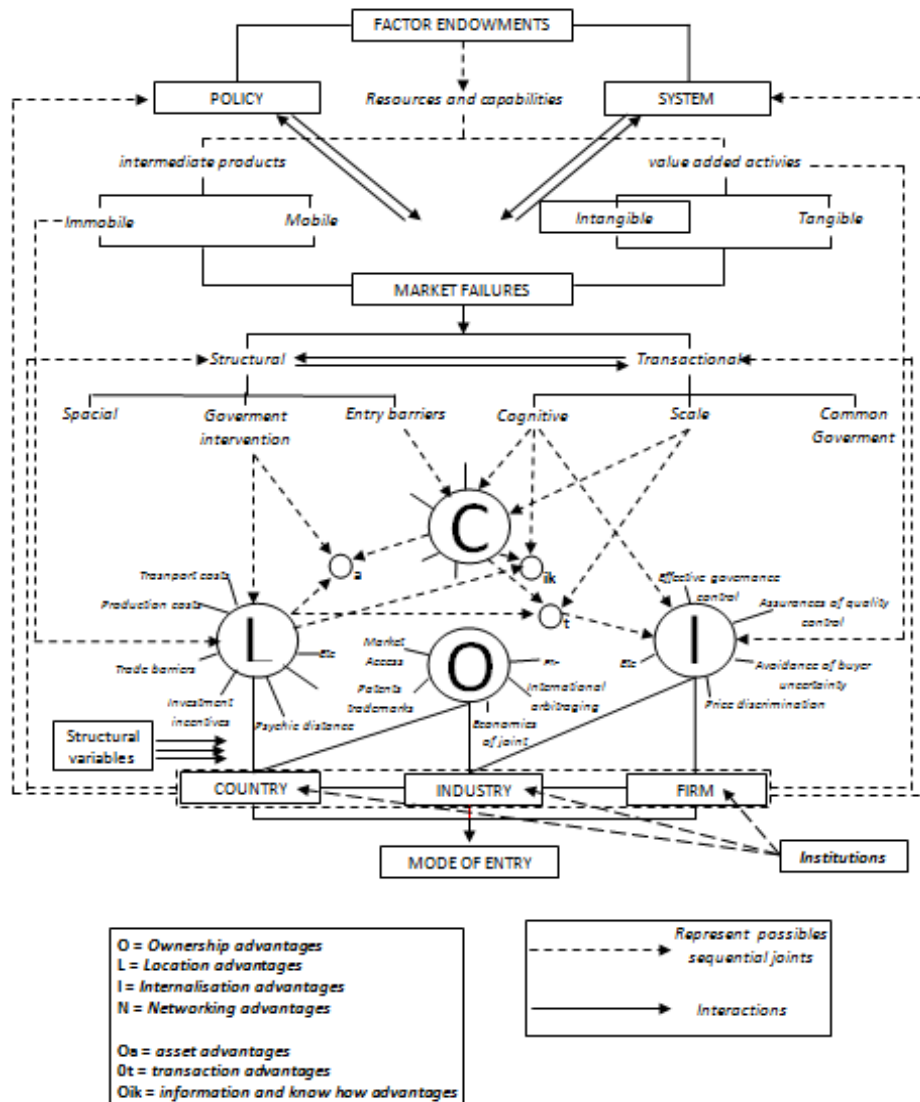 FACTOR ENDOWMENTS
POLICY
Resources and capabilities
SYSTEM
intermediate products
value added activies
Immobile
Mobile
Intangible
Tangible
MARKET FAILURES
Structural
Transactional
Spacial
Goverment
intervention
Entry barriers
Cognitive
Scale
Common
Goverment
C
a
ik
t
Trasnport costs
Production costs
L
Trade barriers
Investment
incentives
Psychic distance
Etc
Market
Access
O
Patents
trademarks
International
arbitraging
Economics
of joint
Effective governance
control
Assurances of quality
control
I
Etc
Avoidance of buyer
uncertainty
Price discrimination
Structural
variables
COUNTRY
INDUSTRY
FIRM
MODE OF ENTRY
Institutions
O = Ownership advantages
L = Location advantages
I = Internalisation advantages
N = Networking advantages
Oa = asset advantages
0t = transaction advantages
Oik = information and know how advantages
Represent possibles
sequential joints
Interactions